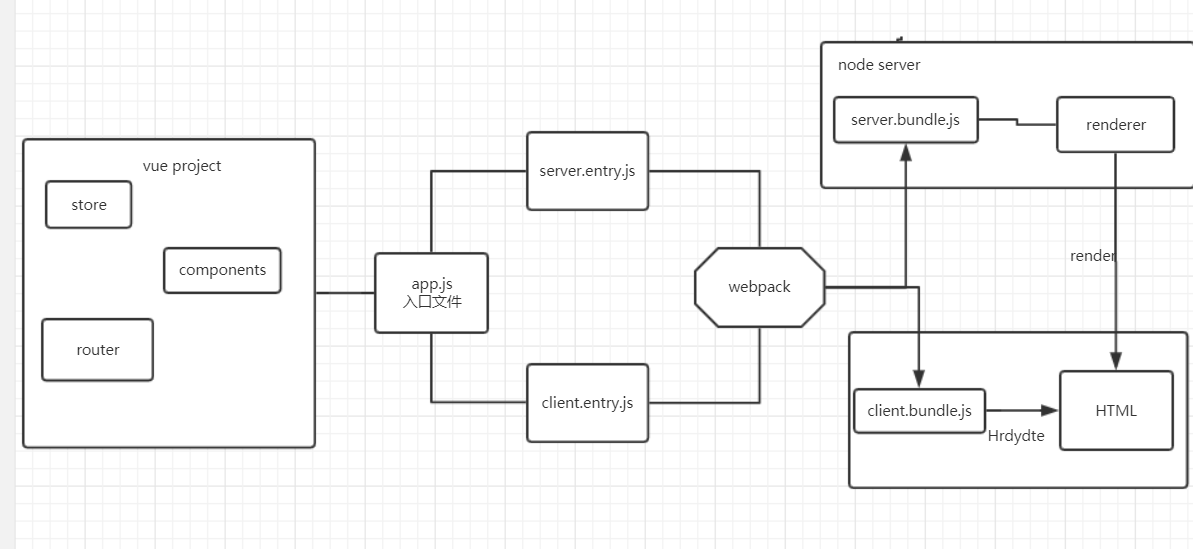 vue project
store
components
router
app.js
入口文件
server.entry.js
client.entry.js
webpack
node server
server.bundle.js
renderer
render
client.bundle.js
Hrdydte
HTML